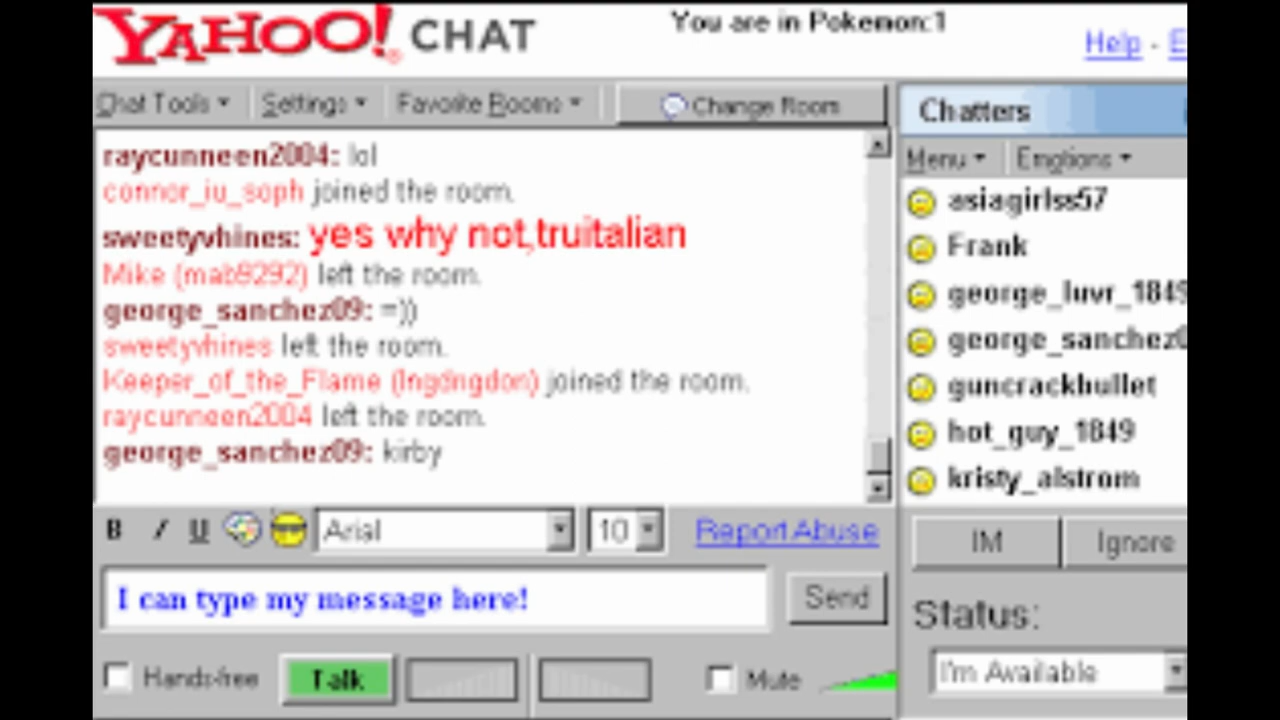 YAHOO! CHAT
You are in Pokemon:1
Help -
Chat Tools
Settings
Favorite Rooms
Change Room
raycunneen2004: lol
connor_iu_soph joined the room.
sweetyvhines: yes why not,truitalian
Mike (mab9292) left the room.
george_sanchez09: =))
sweetyvhines left the room.
Keeper_of_the_Flame (lngdngdon) joined the room.
raycunneen2004 left the room.
george_sanchez09: kirby
B I U
Arial
10
Report Abuse
I can type my message here!
Send
Hands-free
Talk
Mute
Chatters
Menu
Emotions
asiagirlss57
Frank
george_luvr_1849
george_sanchez0
guncrackbullet
hot_guy_1849
kristy_alstrom
IM
Ignore
Status:
I'm Available